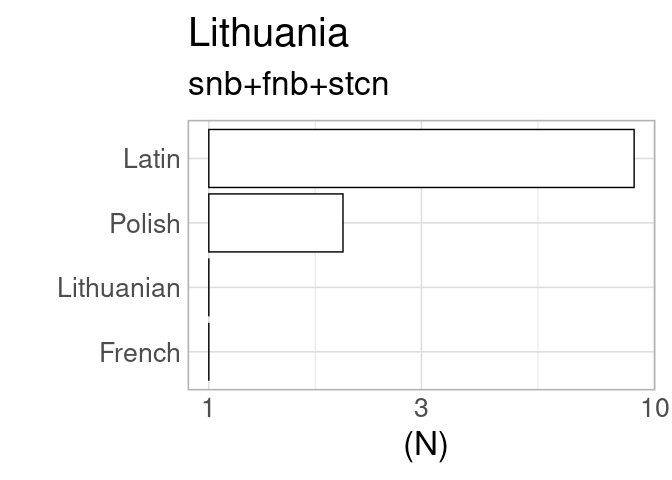 Lithuania
snb+fnb+stcn
Latin
Polish
Lithuanian
French
1 3 10
(N)